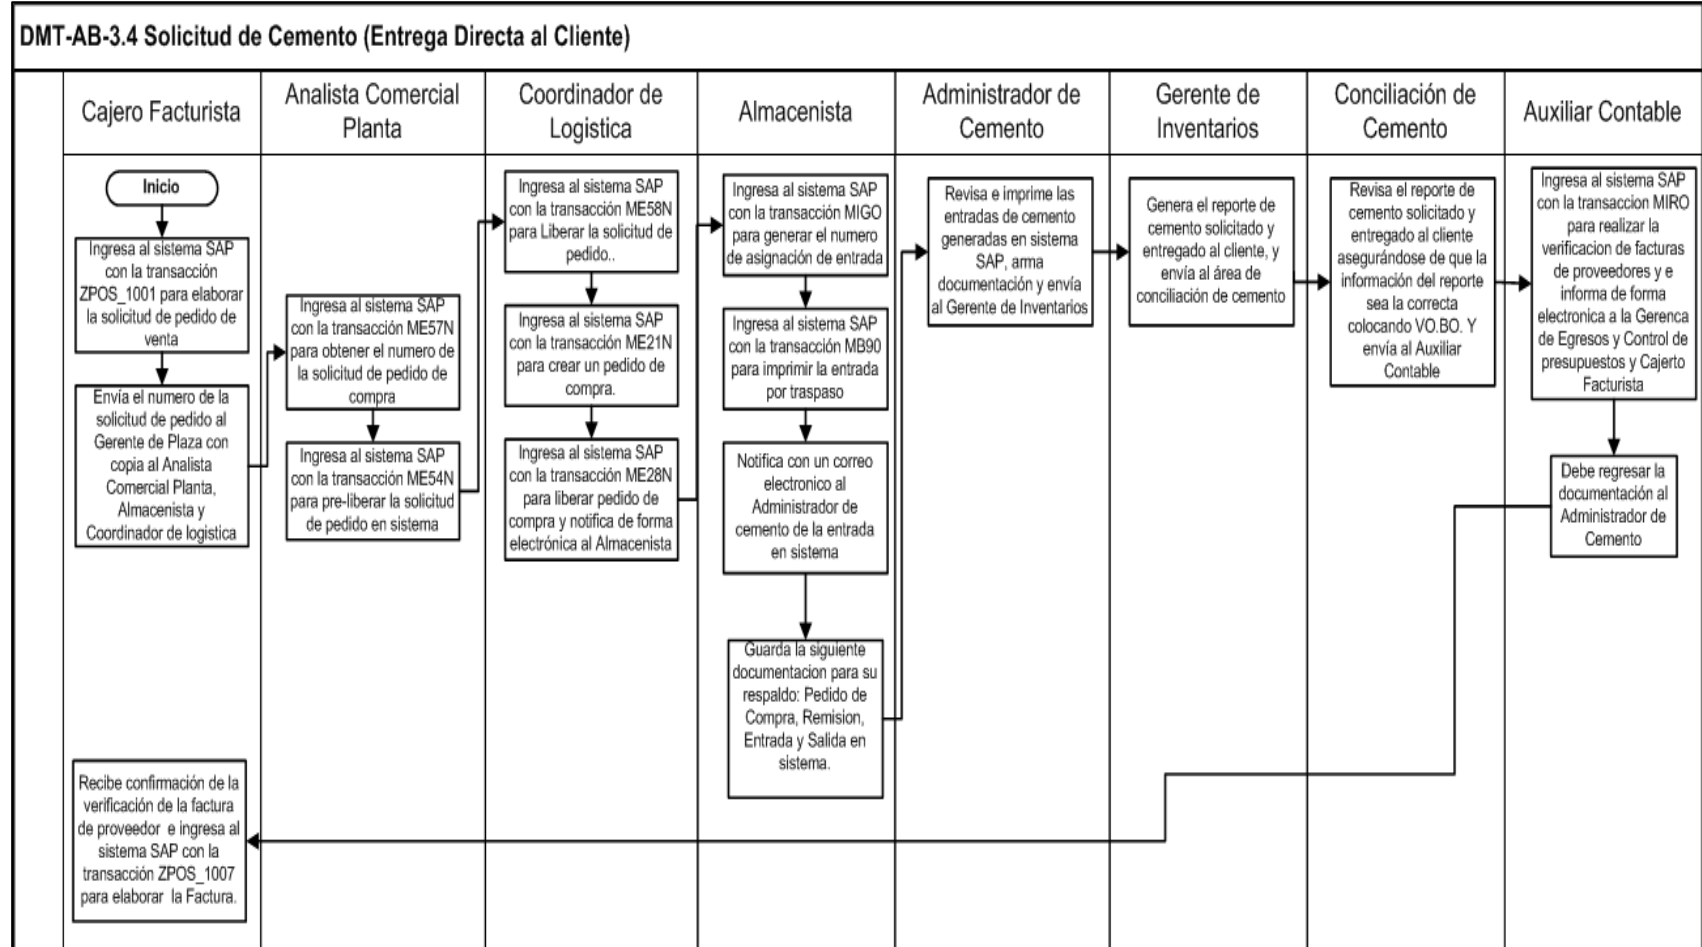 DMT-AB-3.4 Solicitud de Cemento (Entrega Directa al Cliente)
Cajero Facturista
Analista Comercial
Planta
Coordinador de
Logistica
Almacenista
Administrador de
Cemento
Gerente de
Inventarios
Conciliación de
Cemento
Auxiliar Contable
Inicio
Ingresa al sistema SAP
con la transacción
ZPOS_1001 para elaborar
la solicitud de pedido de
venta
Envía el numero de la
solicitud de pedido al
Gerente de Plaza con
copia al Analista
Comercial Planta,
Almacenista y
Coordinador de logistica
Recibe confirmación de la
verificación de la factura
de proveedor e ingresa al
sistema SAP con la
transacción ZPOS_1007
para elaborar la Factura.
Ingresa al sistema SAP
con la transacción ME57N
para obtener el numero de
la solicitud de pedido de
compra
Ingresa al sistema SAP
con la transacción ME54N
para pre-liberar la solicitud
de pedido en sistema
Ingresa al sistema SAP
con la transacción ME58N
para Liberar la solicitud de
pedido..
Ingresa al sistema SAP
con la transacción ME21N
para crear un pedido de
compra.
Ingresa al sistema SAP
con la transacción ME28N
para liberar pedido de
compra y notifica de forma
electrónica al Almacenista
Ingresa al sistema SAP
con la transacción MIGO
para generar el numero
de asignación de entrada
Ingresa al sistema SAP
con la transacción MB90
para imprimir la entrada
por traspaso
Notifica con un correo
electronico al
Administrador de
cemento de la entrada
en sistema
Guarda la siguiente
documentacion para su
respaldo: Pedido de
Compra, Remision,
Entrada y Salida en
sistema.
Revisa e imprime las
entradas de cemento
generadas en sistema
SAP, arma
documentación y envía
al Gerente de Inventarios
Genera el reporte de
cemento solicitado y
entregado al cliente, y
envía al área de
conciliación de cemento
Revisa el reporte de
cemento solicitado y
entregado al cliente
asegurándose de que la
información del reporte
sea la correcta
colocando VO.BO. Y
envía al Auxiliar
Contable
Ingresa al sistema SAP
con la transaccion MIRO
para realizar la
verificacion de facturas
de proveedores y e
informa de forma
electronica a la Gerenca
de Egresos y Control de
presupuestos y Cajerto
Facturista
Debe regresar la
documentación al
Administrador de
Cemento